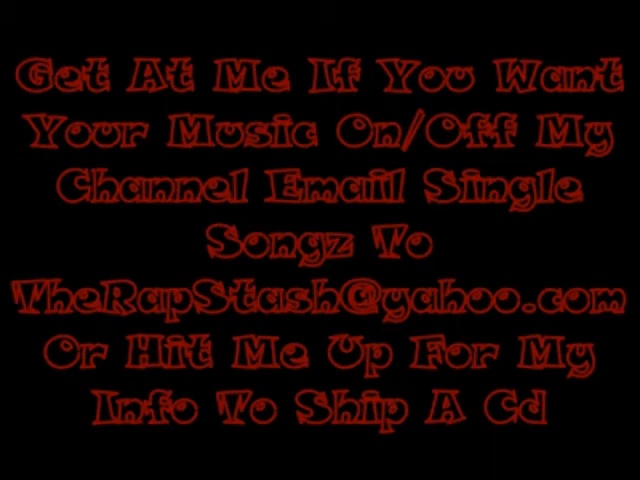 Get At Me If You Want
Your Music On/Off My
Channel Email Single
Songz To
TheRapStash@yahoo.com
Or Hit Me Up For My
Info To Ship A Cd